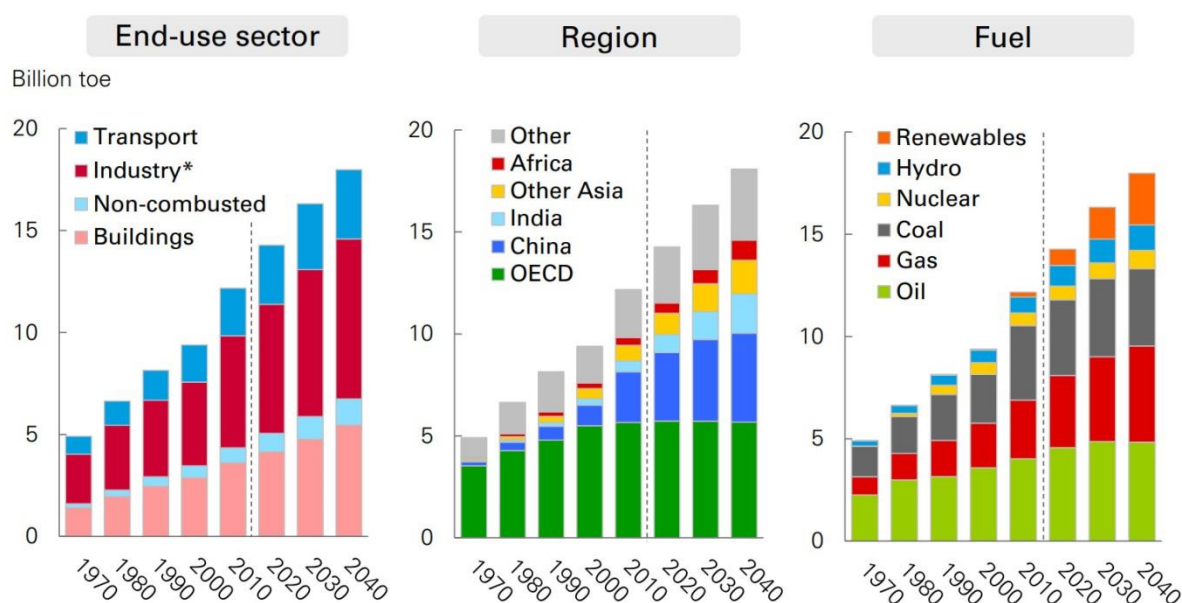 End-use sector
Region
Fuel
Billion toe
20
15
10
5
0
Transport
Industry*
Non-combusted
Buildings
1970
1980
1990
2000
2010
2020
2030
2040
20
15
10
5
0
Other
Africa
Other Asia
India
China
OECD
1970
1980
1990
2000
2010
2020
2030
2040
20
15
10
5
0
Renewables
Hydro
Nuclear
Coal
Gas
Oil
1970
1980
1990
2000
2010
2020
2030
2040